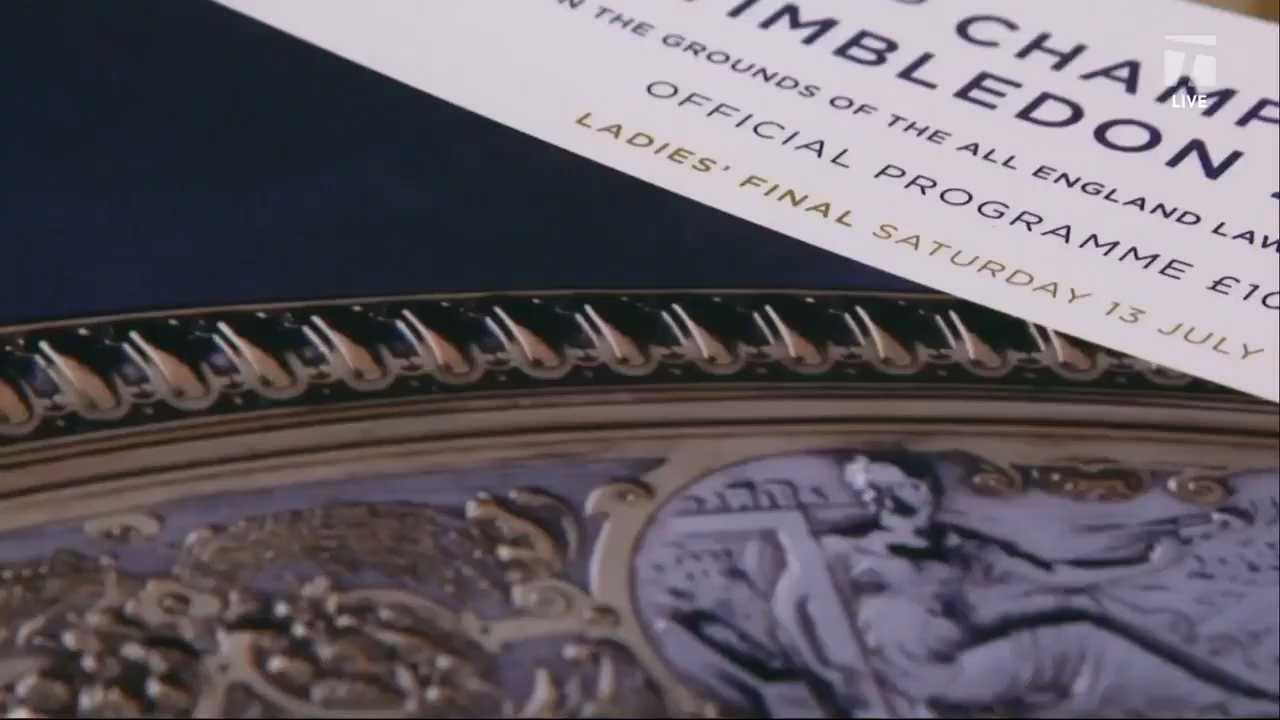 CHAMP
IMBLEDON
N THE GROUNDS OF THE ALL ENGLAND LAW
OFFICIAL PROGRAMME £10
LADIES' FINAL SATURDAY 13 JULY
LIVE